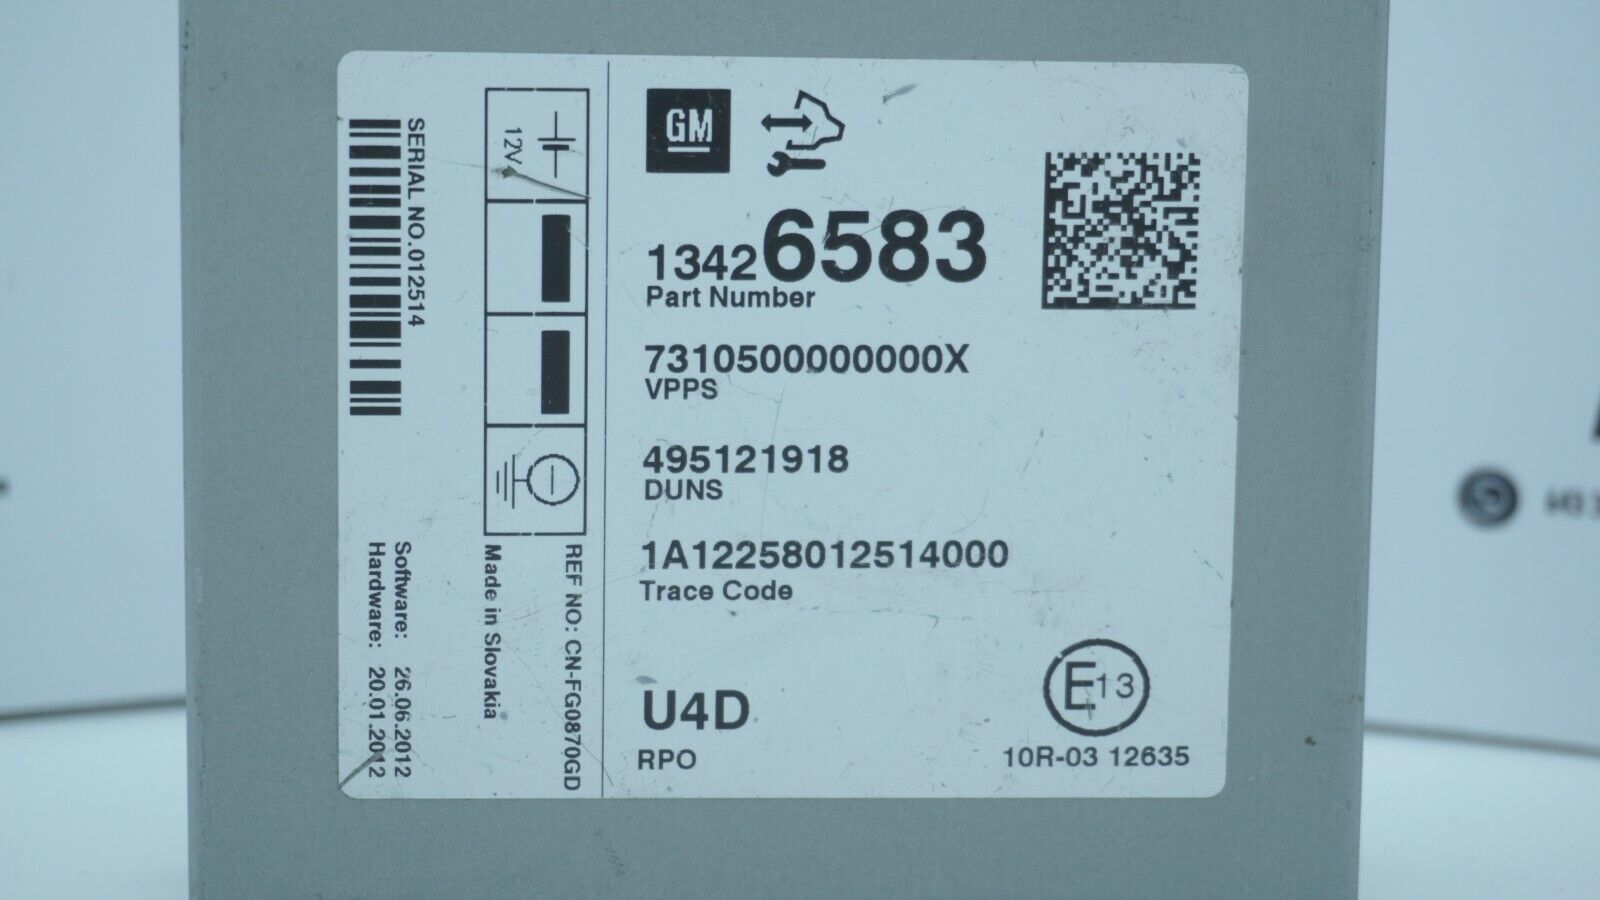 SERIAL NO.012514
12V
Software: 26.06.2012
Hardware: 20.01.2012
REF NO: CN-FG0870GD
Made in Slovakia
GM
13426583
Part Number
7310500000000X
VPPS
495121918
DUNS
1A12258012514000
Trace Code
U4D
RPO
E13
10R-03 12635